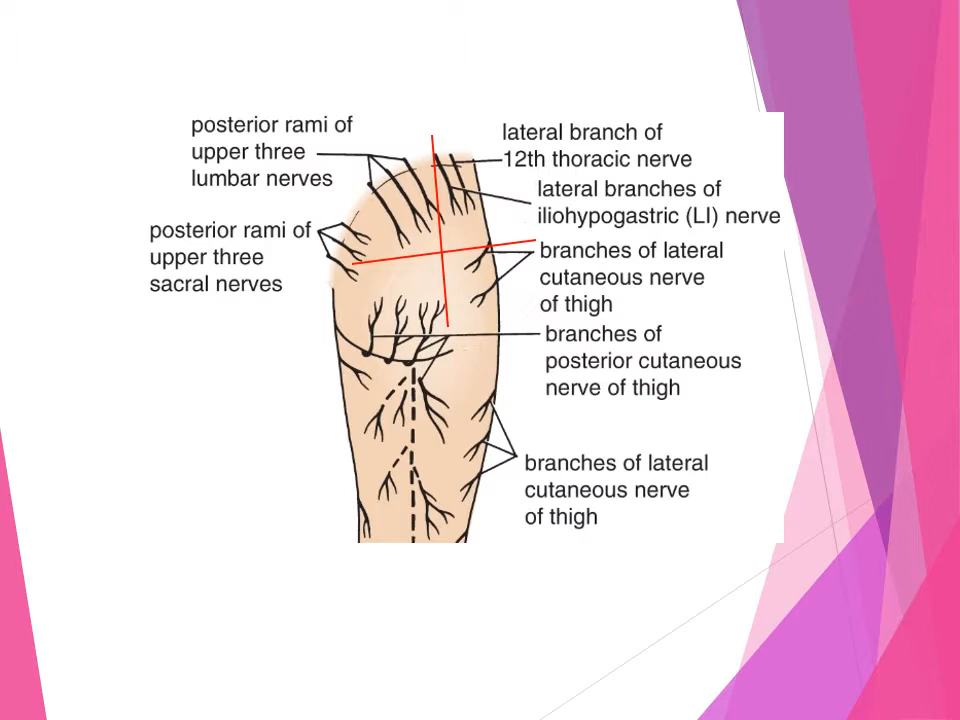 posterior rami of
upper three
lumbar nerves
lateral branch of
12th thoracic nerve
lateral branches of
iliohypogastric (LI) nerve
posterior rami of
upper three
sacral nerves
branches of lateral
cutaneous nerve
of thigh
branches of
posterior cutaneous
nerve of thigh
branches of lateral
cutaneous nerve
of thigh